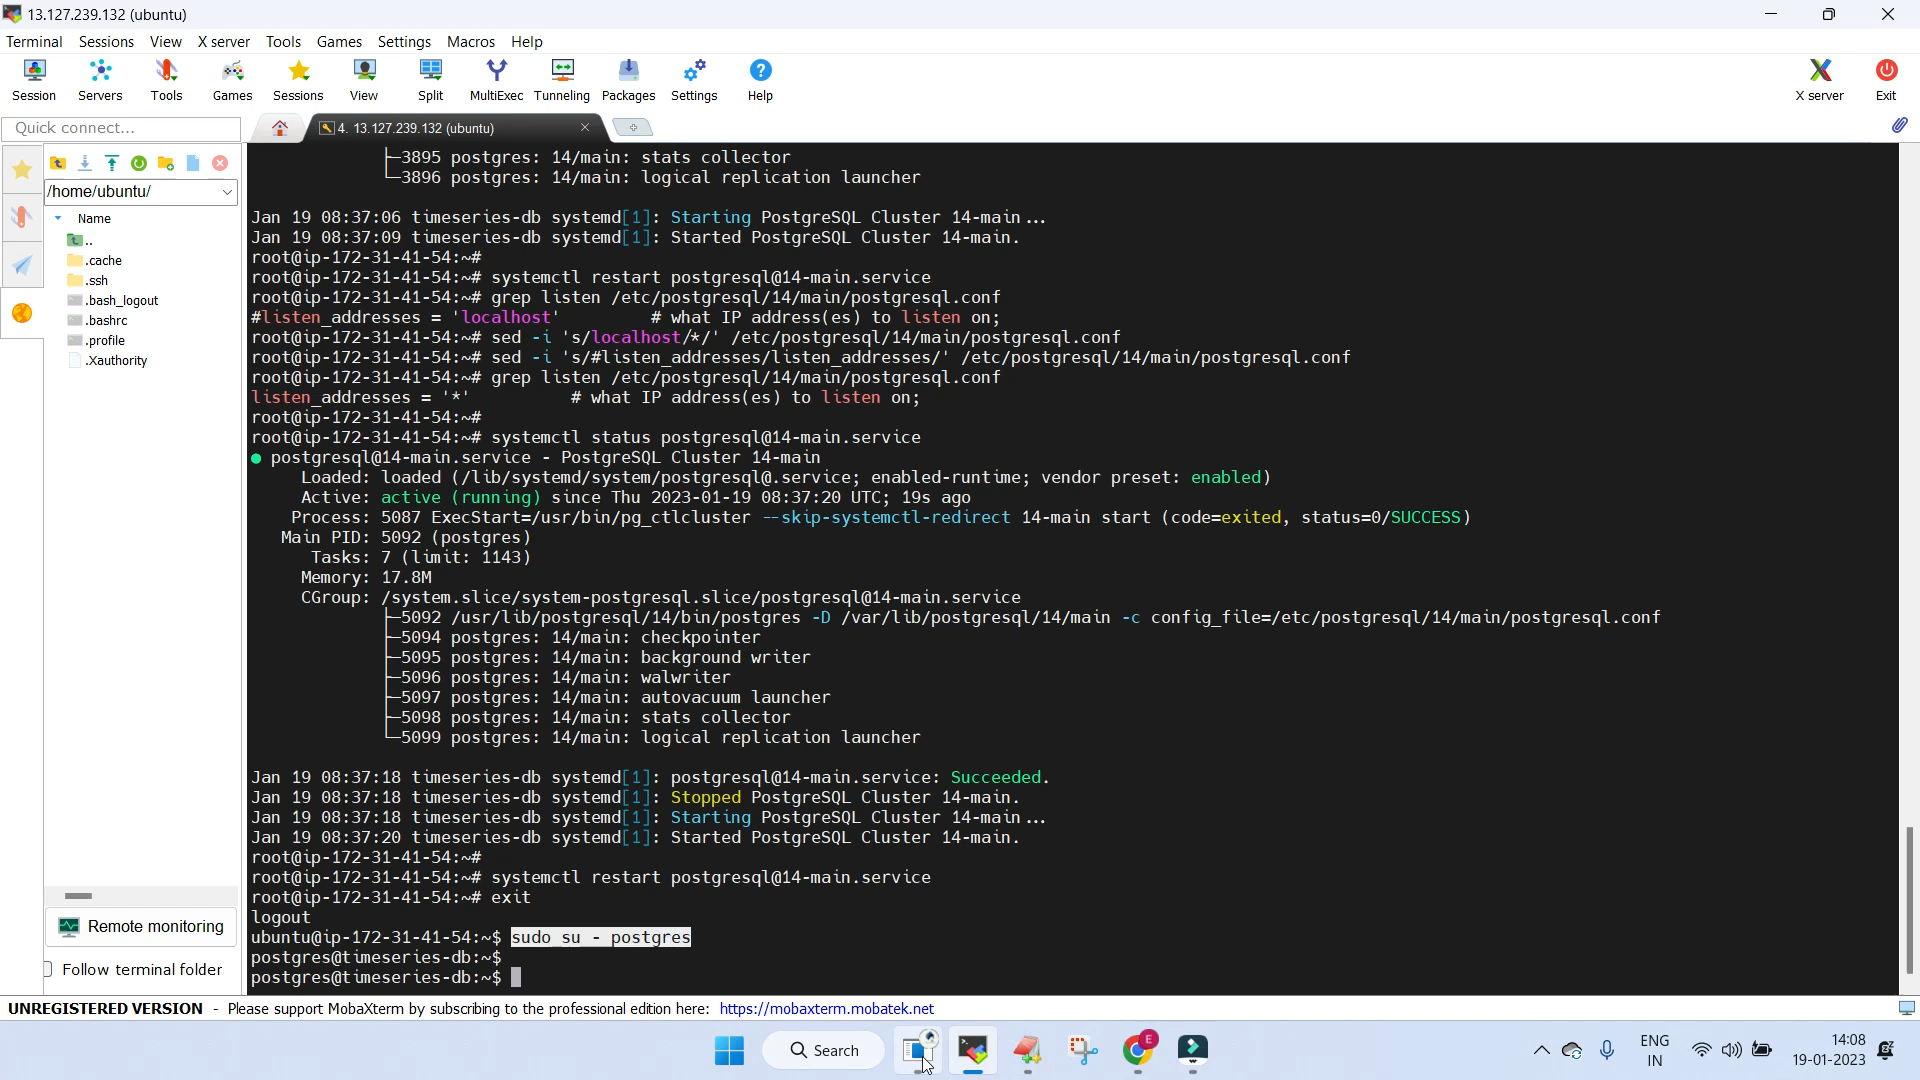 13.127.239.132 (ubuntu)
Terminal Sessions View X server Tools Games Settings Macros Help
Session Servers Tools Games Sessions View Split MultiExec Tunneling Packages Settings Help X server Exit
Quick connect...
4. 13.127.239.132 (ubuntu)
/home/ubuntu/
Name
..
.cache
.ssh
.bash_logout
.bashrc
.profile
.Xauthority
Remote monitoring
Follow terminal folder
├─3895 postgres: 14/main: stats collector
└─3896 postgres: 14/main: logical replication launcher
Jan 19 08:37:06 timeseries-db systemd[1]: Starting PostgreSQL Cluster 14-main...
Jan 19 08:37:09 timeseries-db systemd[1]: Started PostgreSQL Cluster 14-main.
root@ip-172-31-41-54:~#
root@ip-172-31-41-54:~# systemctl restart postgresql@14-main.service
root@ip-172-31-41-54:~# grep listen /etc/postgresql/14/main/postgresql.conf
#listen_addresses = 'localhost' # what IP address(es) to listen on;
root@ip-172-31-41-54:~# sed -i 's/localhost/*/' /etc/postgresql/14/main/postgresql.conf
root@ip-172-31-41-54:~# sed -i 's/#listen_addresses/listen_addresses/' /etc/postgresql/14/main/postgresql.conf
root@ip-172-31-41-54:~# grep listen /etc/postgresql/14/main/postgresql.conf
listen_addresses = '*' # what IP address(es) to listen on;
root@ip-172-31-41-54:~#
root@ip-172-31-41-54:~# systemctl status postgresql@14-main.service
● postgresql@14-main.service - PostgreSQL Cluster 14-main
Loaded: loaded (/lib/systemd/system/postgresql@.service; enabled-runtime; vendor preset: enabled)
Active: active (running) since Thu 2023-01-19 08:37:20 UTC; 19s ago
Process: 5087 ExecStart=/usr/bin/pg_ctlcluster --skip-systemctl-redirect 14-main start (code=exited, status=0/SUCCESS)
Main PID: 5092 (postgres)
Tasks: 7 (limit: 1143)
Memory: 17.8M
CGroup: /system.slice/system-postgresql.slice/postgresql@14-main.service
├─5092 /usr/lib/postgresql/14/bin/postgres -D /var/lib/postgresql/14/main -c config_file=/etc/postgresql/14/main/postgresql.conf
├─5094 postgres: 14/main: checkpointer
├─5095 postgres: 14/main: background writer
├─5096 postgres: 14/main: walwriter
├─5097 postgres: 14/main: autovacuum launcher
├─5098 postgres: 14/main: stats collector
└─5099 postgres: 14/main: logical replication launcher
Jan 19 08:37:18 timeseries-db systemd[1]: postgresql@14-main.service: Succeeded.
Jan 19 08:37:18 timeseries-db systemd[1]: Stopped PostgreSQL Cluster 14-main.
Jan 19 08:37:18 timeseries-db systemd[1]: Starting PostgreSQL Cluster 14-main...
Jan 19 08:37:20 timeseries-db systemd[1]: Started PostgreSQL Cluster 14-main.
root@ip-172-31-41-54:~#
root@ip-172-31-41-54:~# systemctl restart postgresql@14-main.service
root@ip-172-31-41-54:~# exit
logout
ubuntu@ip-172-31-41-54:~$ sudo su - postgres
postgres@timeseries-db:~$
postgres@timeseries-db:~$
UNREGISTERED VERSION - Please support MobaXterm by subscribing to the professional edition here: https://mobaxterm.mobatek.net
Search
E
ENG
IN
14:08
19-01-2023